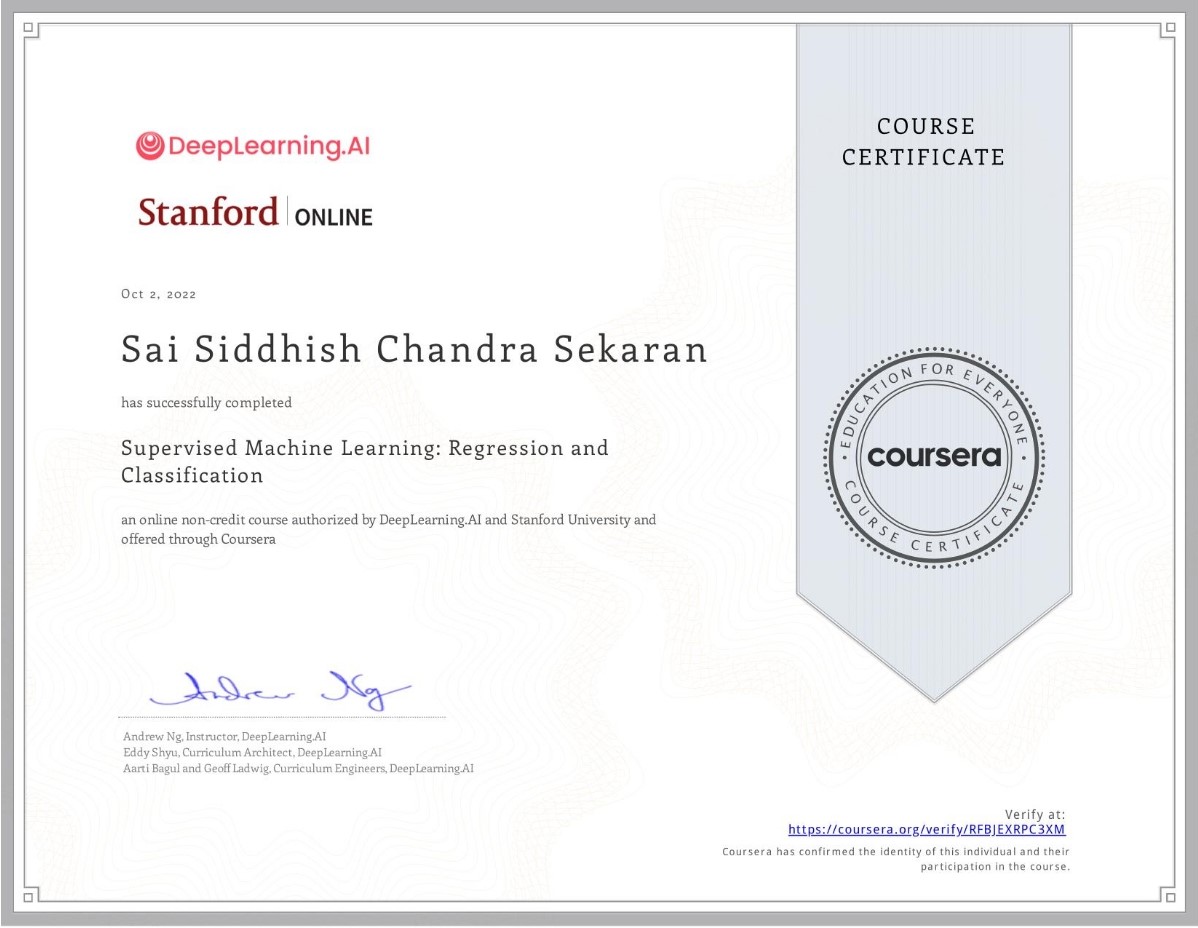 DeepLearning.AI
Stanford ONLINE
COURSE
CERTIFICATE
Oct 2, 2022
Sai Siddhish Chandra Sekaran
has successfully completed
Supervised Machine Learning: Regression and
Classification
an online non-credit course authorized by DeepLearning.AI and Stanford University and
offered through Coursera
EDUCATION FOR EVERYONE
coursera
COURSE CERTIFICATE
Andrew Ng
Andrew Ng, Instructor, DeepLearning.AI
Eddy Shyu, Curriculum Architect, DeepLearning.AI
Aarti Bagul and Geoff Ladwig, Curriculum Engineers, DeepLearning.AI
Verify at:
https://coursera.org/verify/RFBJEXRPC3XM
Coursera has confirmed the identity of this individual and their
participation in the course.